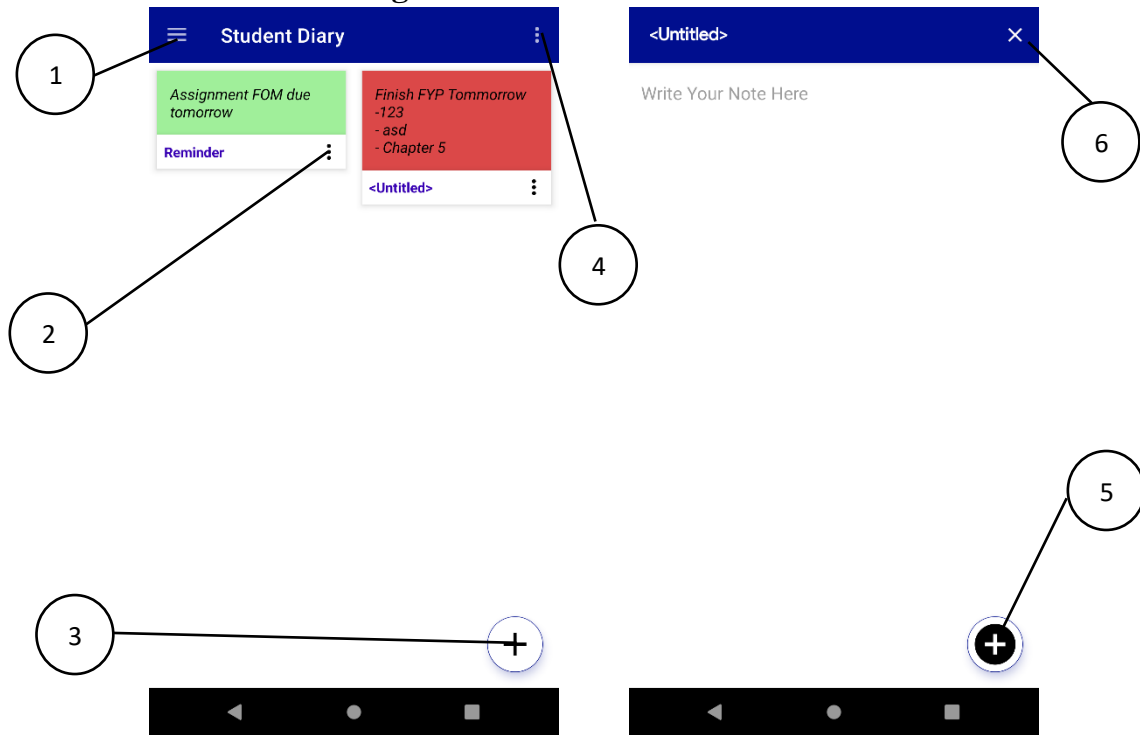 Student Diary
<Untitled>
1
Assignment FOM due
tomorrow
Finish FYP Tommorrow
-123
- asd
- Chapter 5
Write Your Note Here
Reminder
<Untitled>
6
4
2
5
3